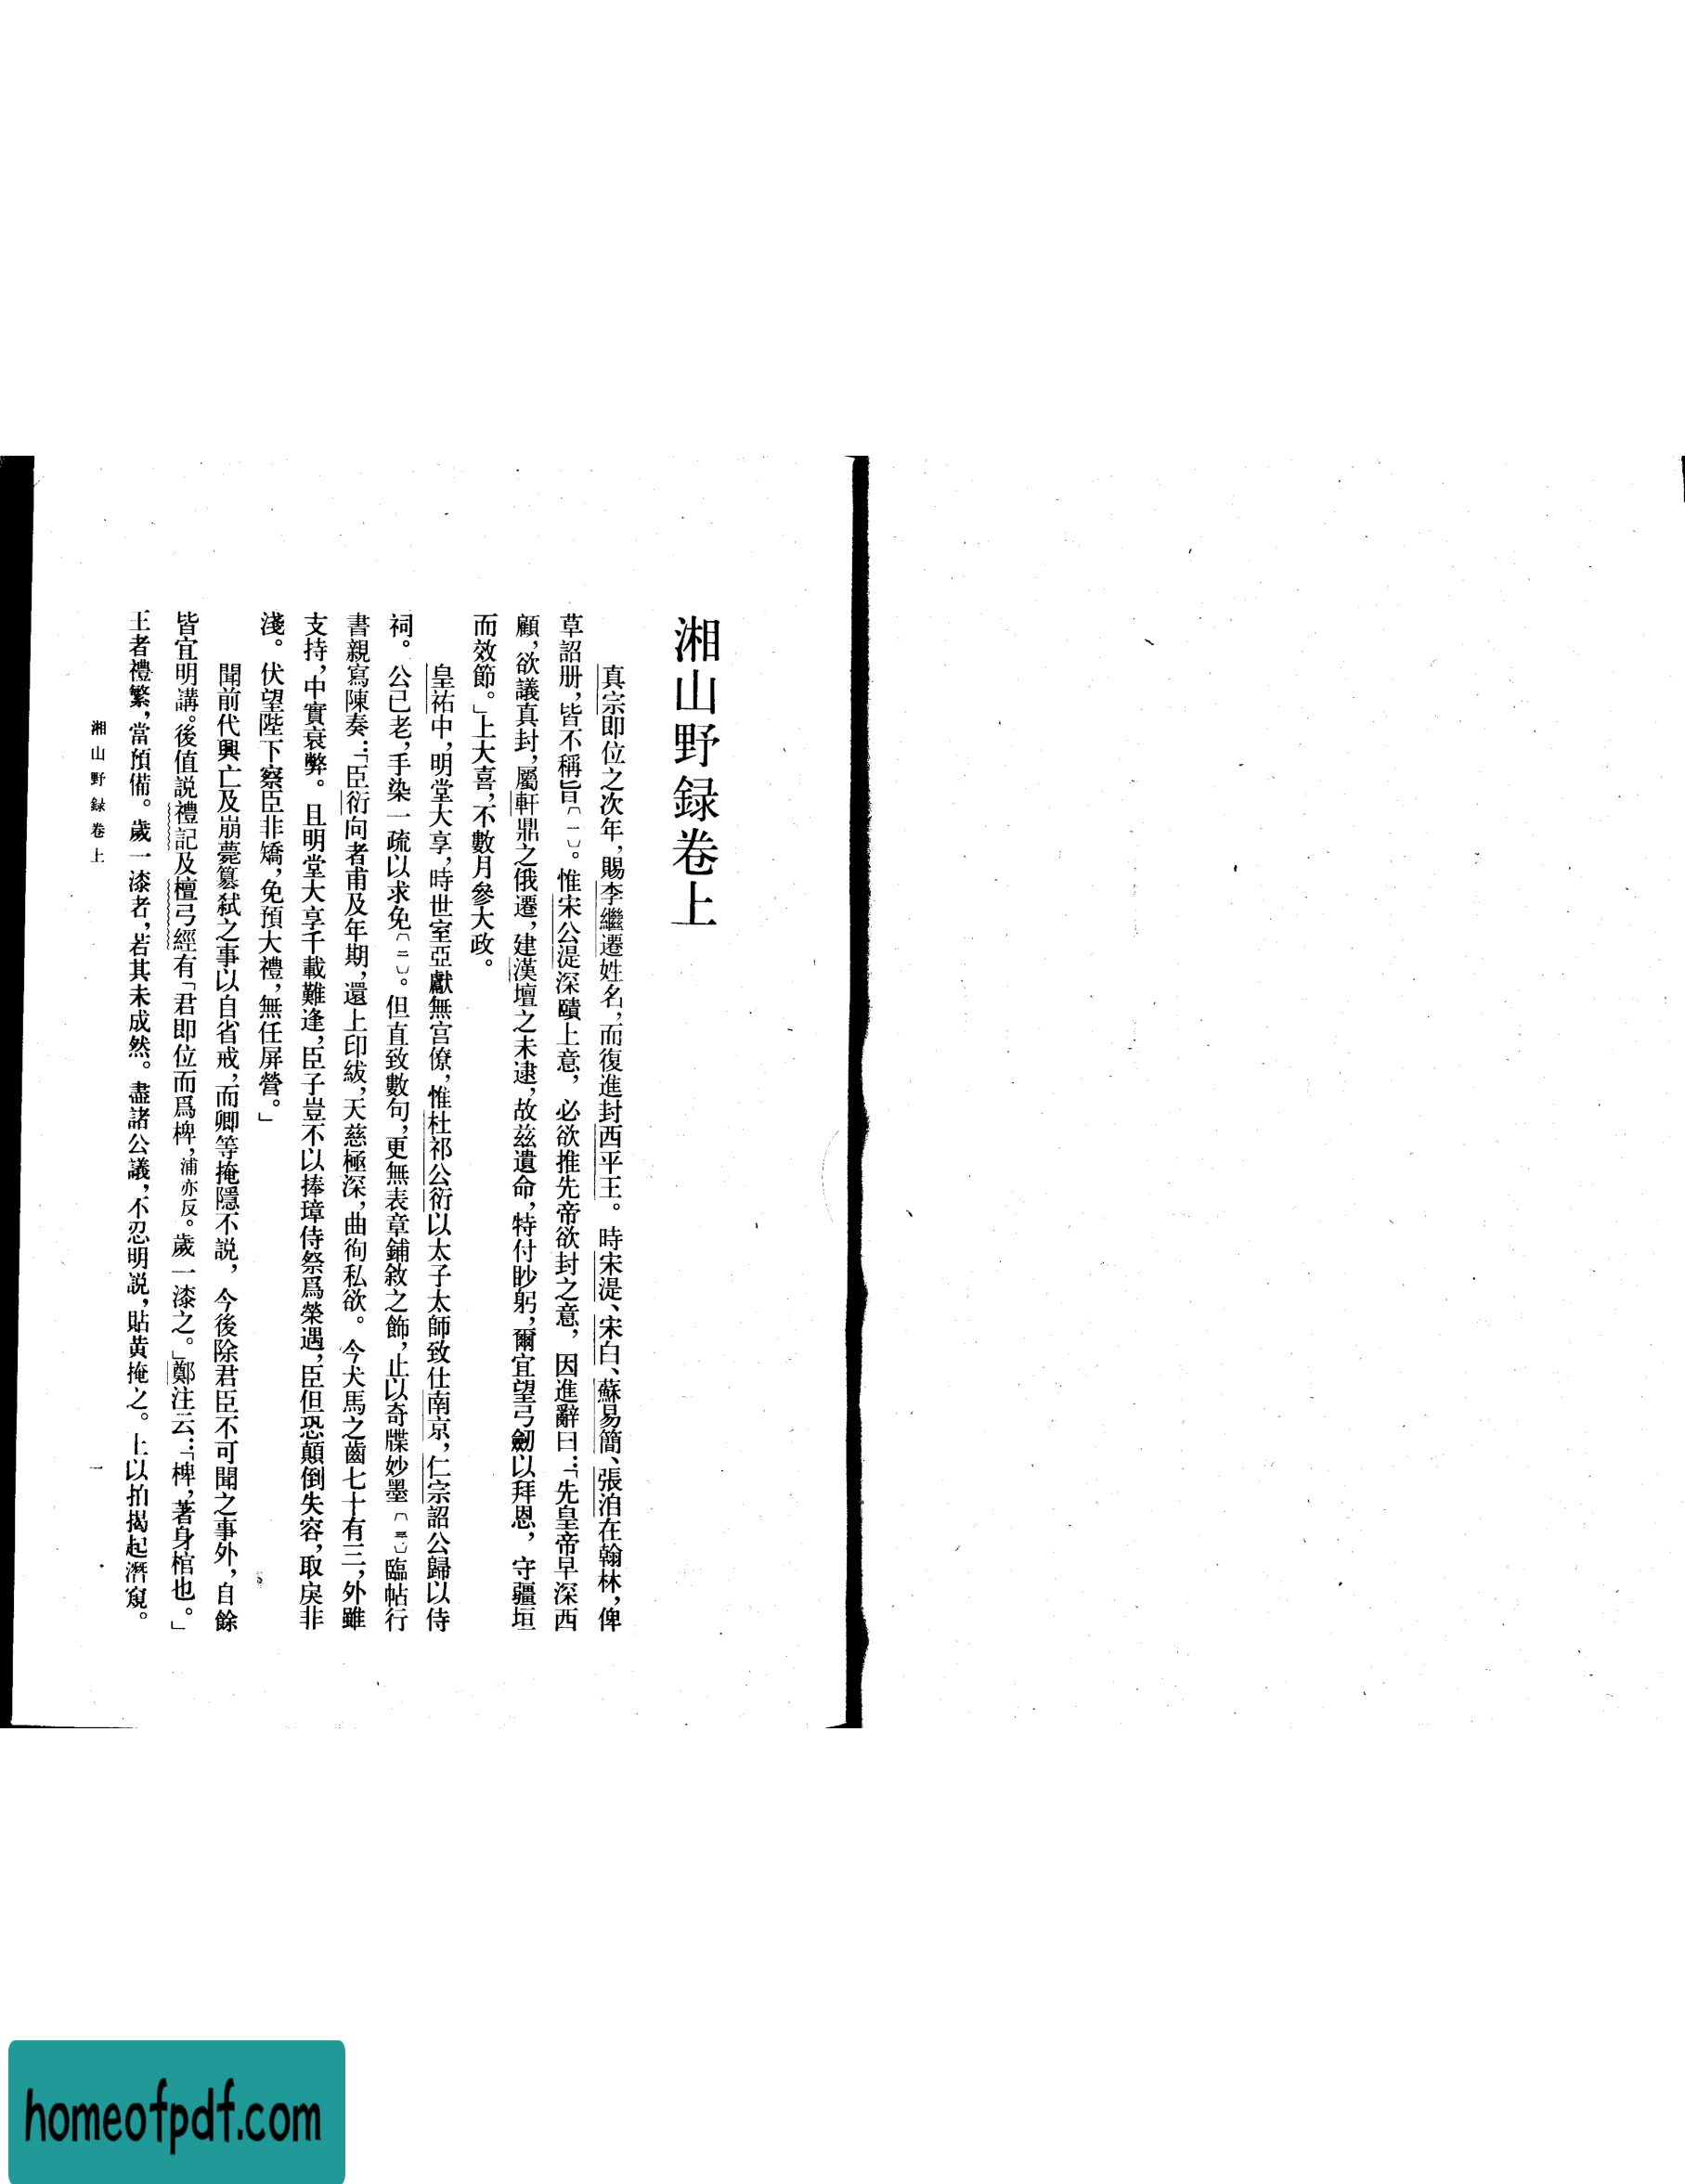 湘山野録卷上
真宗即位之次年，賜李繼遷姓名，而復進封西平王。時宋湜、宋白、蘇易簡、張洎在翰林，俾
草詔册，皆不稱旨〔一〕。惟宋公湜深賾上意，必欲推先帝欲封之意，因進辭曰：「先皇帝早深西
顧，欲議真封，屬軒鼎之俄遷，建漢壇之未逮，故兹遺命，特付眇躬，爾宜望弓劍以拜恩，守疆垣
而效節。」上大喜，不數月參大政。
皇祐中，明堂大享，時世室亞獻無宫僚，惟杜祁公衍以太子太師致仕南京，仁宗詔公歸以侍
祠。公已老，手染一疏以求免〔二〕。但直致數句，更無表章鋪敘之飾，止以奇牒妙墨〔三〕臨帖行
書親寫陳奏：「臣衍向者甫及年期，還上印紱，天慈極深，曲徇私欲。今犬馬之齒七十有三，外雖
支持，中實衰弊。且明堂大享千載難逢，臣子豈不以捧璋侍祭爲榮遇，臣但恐顛倒失容，取戾非
淺。伏望陛下察臣非矯，免預大禮，無任屏營。」
聞前代興亡及崩薨篡弑之事以自省戒，而卿等掩隱不説，今後除君臣不可聞之事外，自餘
皆宜明講。後值説禮記及檀弓經有「君即位而爲椑，浦亦反。歲一漆之。」鄭注云：「椑，著身棺也。」
王者禮繁，當預備。歲一漆者，若其未成然。盡諸公議，不忍明説，貼黄掩之。上以拍揭起潛窺。
湘山野録卷上
一
homeofpdf.com